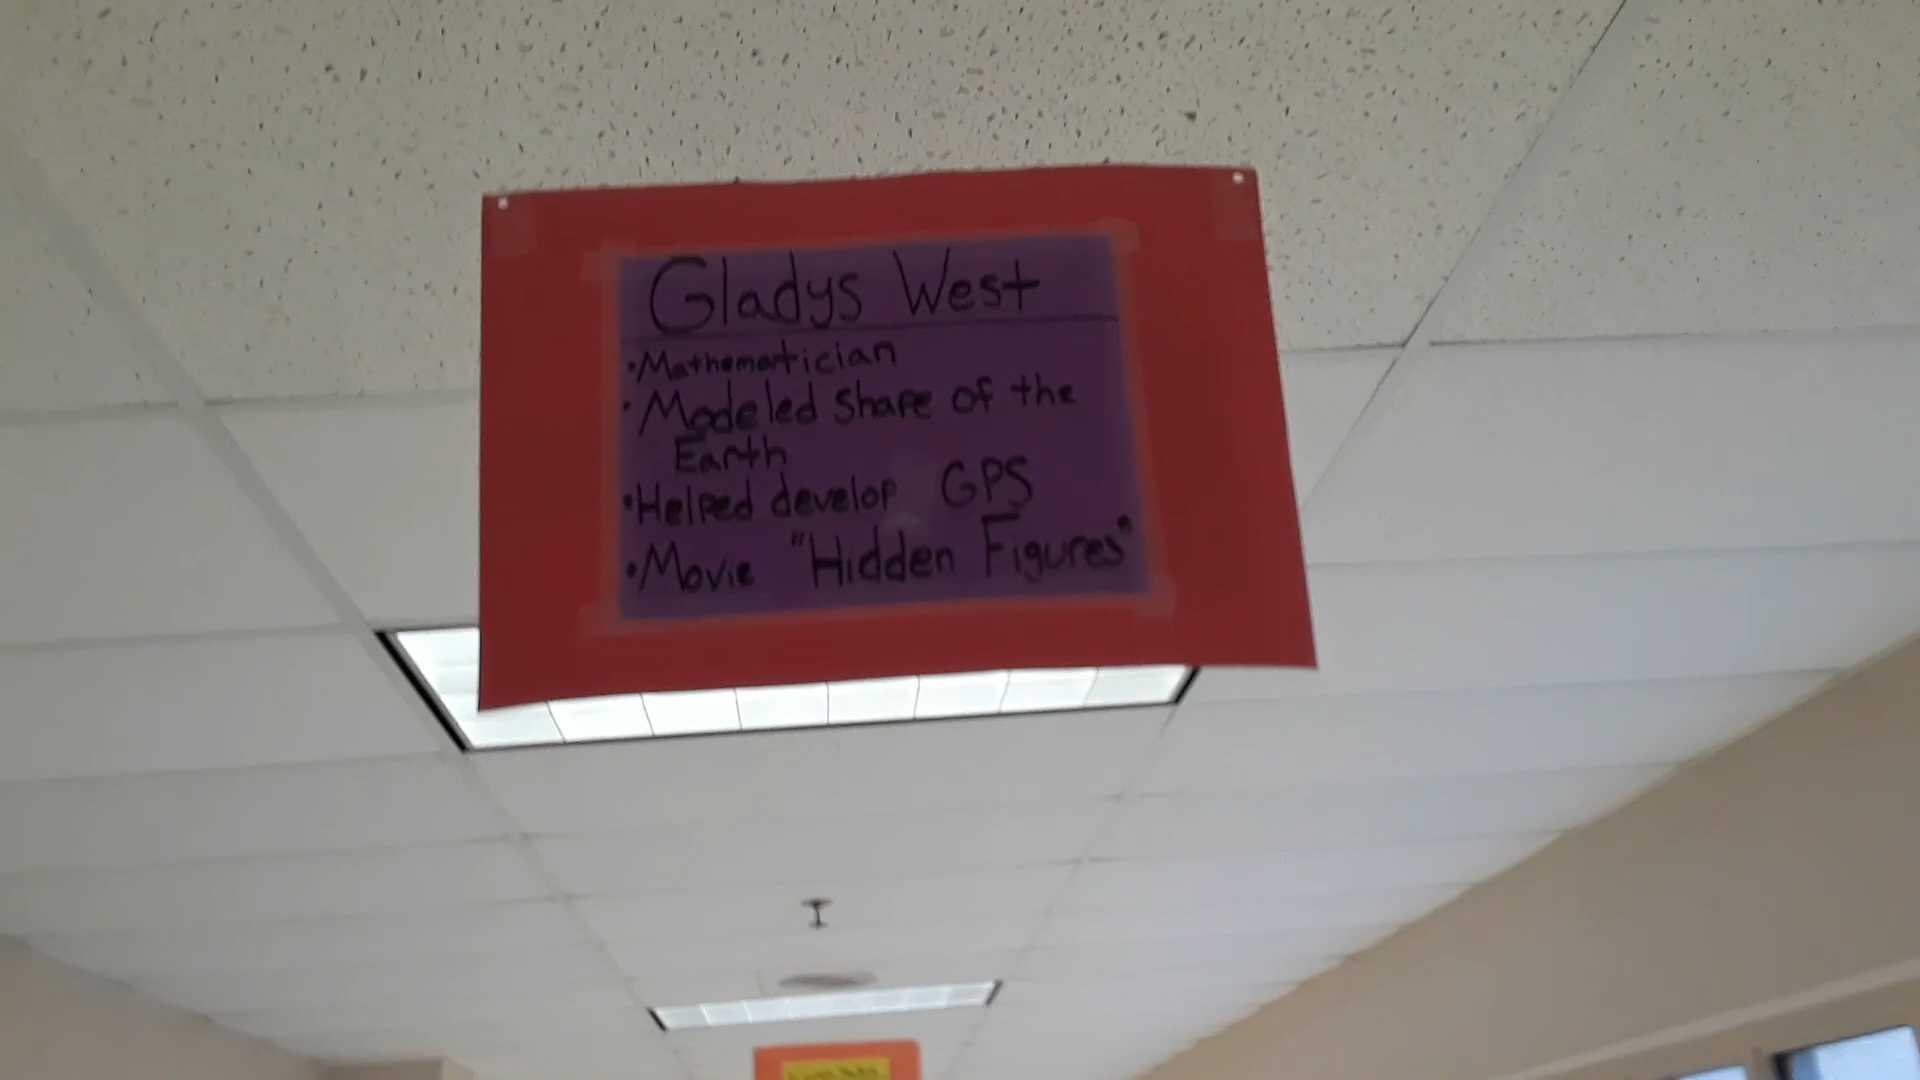 Gladys West
•Mathematician
•Modeled Shape of the
Earth
•Helped develop GPS
•Movie "Hidden Figures"